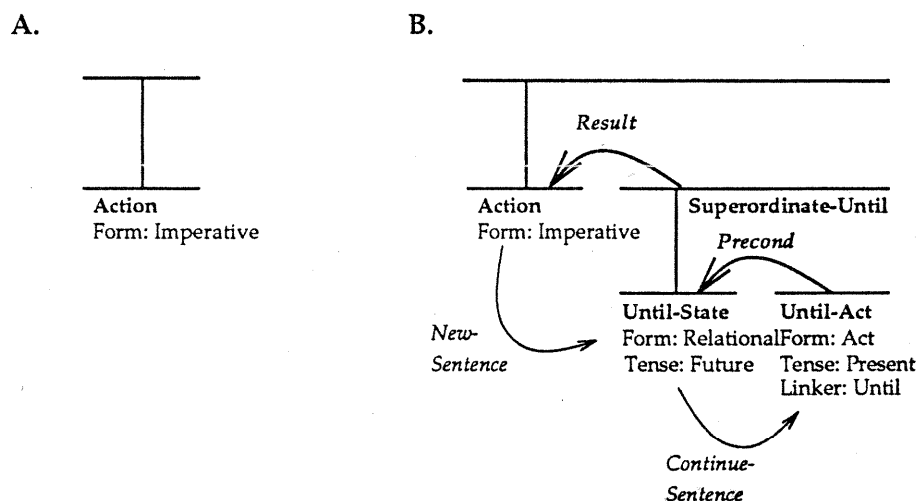 A.
B.
Result
Action
Form: Imperative
Action
Form: Imperative
Superordinate-Until
Precond
Until-State
Form: Relational
Tense: Future
Until-Act
Form: Act
Tense: Present
Linker: Until
New-
Sentence
Continue-
Sentence